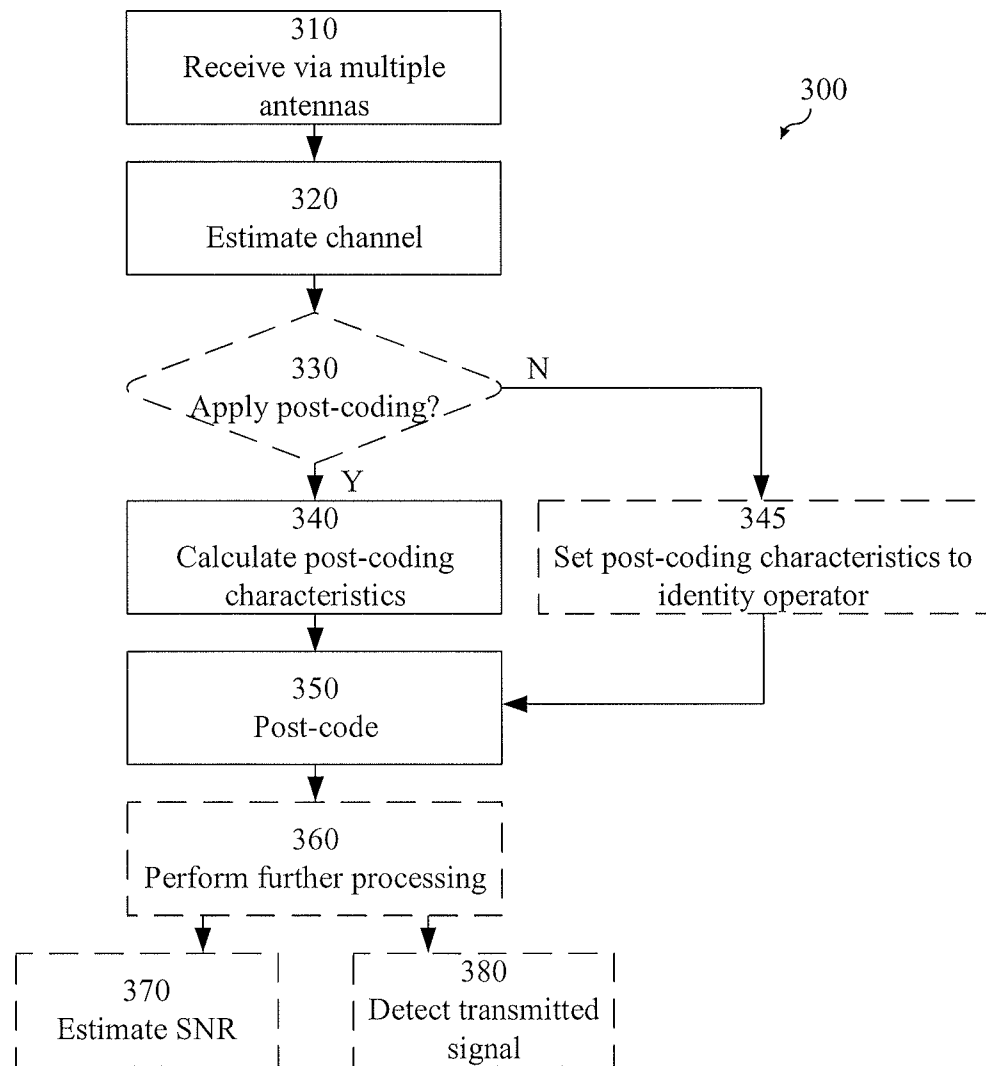 310
Receive via multiple
antennas
300
320
Estimate channel
330
Apply post-coding?
N
Y
340
Calculate post-coding
characteristics
345
Set post-coding characteristics to
identity operator
350
Post-code
360
Perform further processing
370
Estimate SNR
380
Detect transmitted
signal